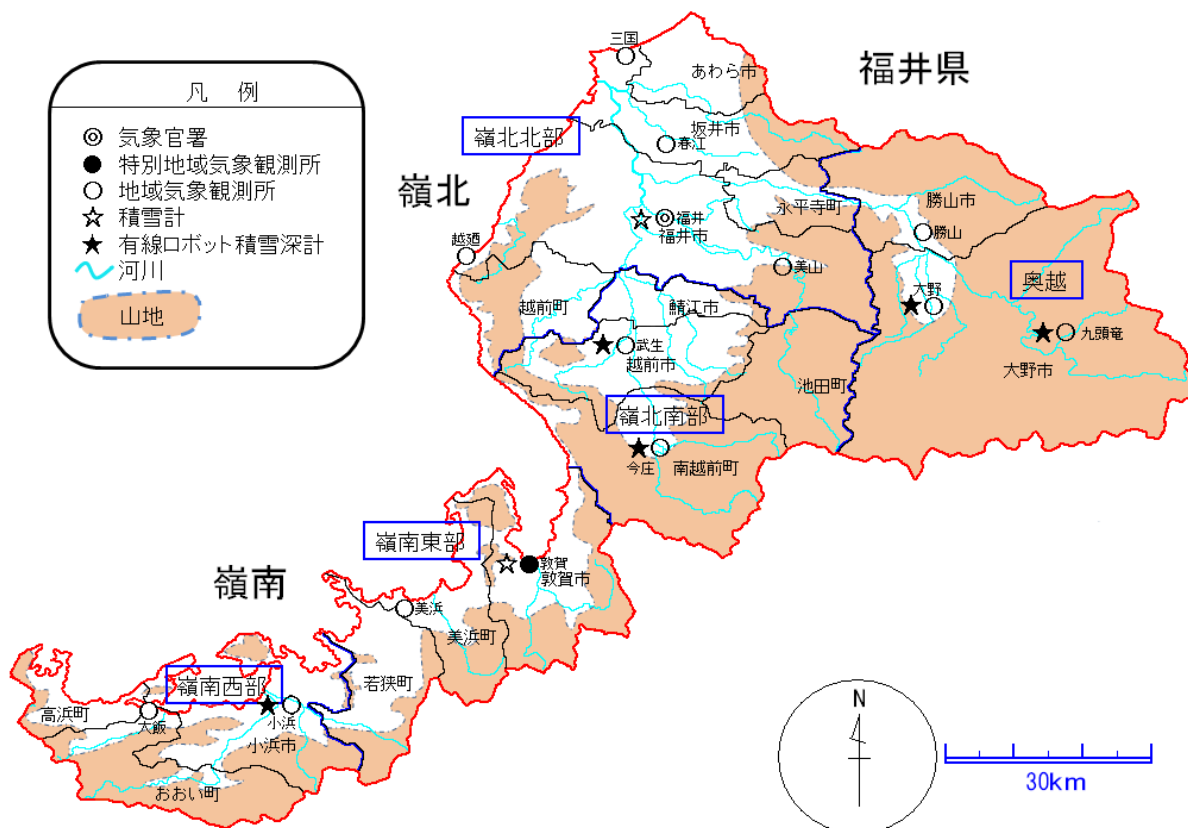 福井県
凡 例
気象官署
特別地域気象観測所
地域気象観測所
積雪計
有線ロボット積雪深計
河川
山地
三国
あわら市
嶺北北部
坂井市
春江
嶺北
永平寺町
勝山市
福井
福井市
勝山
越廼
美山
奥越
大野
越前町
鯖江市
九頭竜
武生
越前市
大野市
池田町
嶺北南部
今庄
南越前町
嶺南東部
敦賀
敦賀市
嶺南
美浜
美浜町
嶺南西部
若狭町
高浜町
大飯
小浜
小浜市
おおい町
N
30km